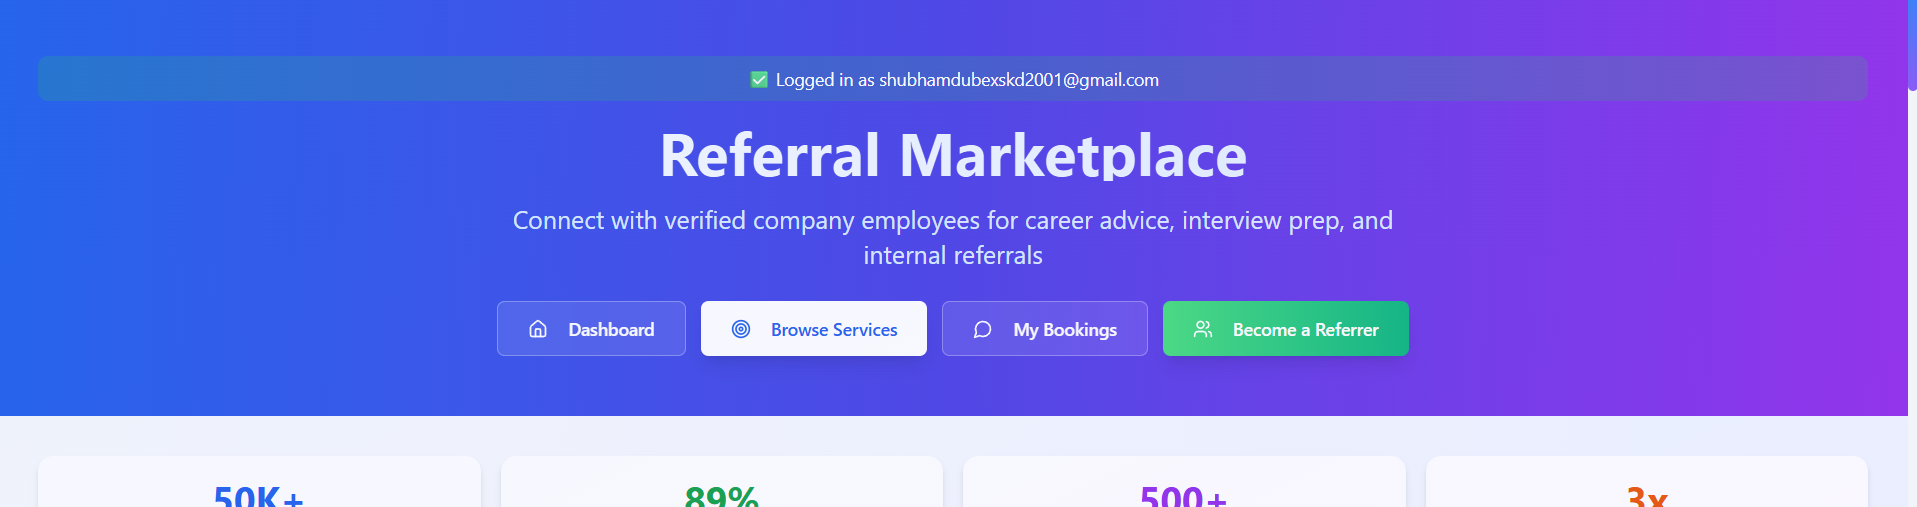 ✅ Logged in as shubhamdubexskd2001@gmail.com
Referral Marketplace
Connect with verified company employees for career advice, interview prep, and
internal referrals
Dashboard
Browse Services
My Bookings
Become a Referrer
50K+
89%
500+
3x